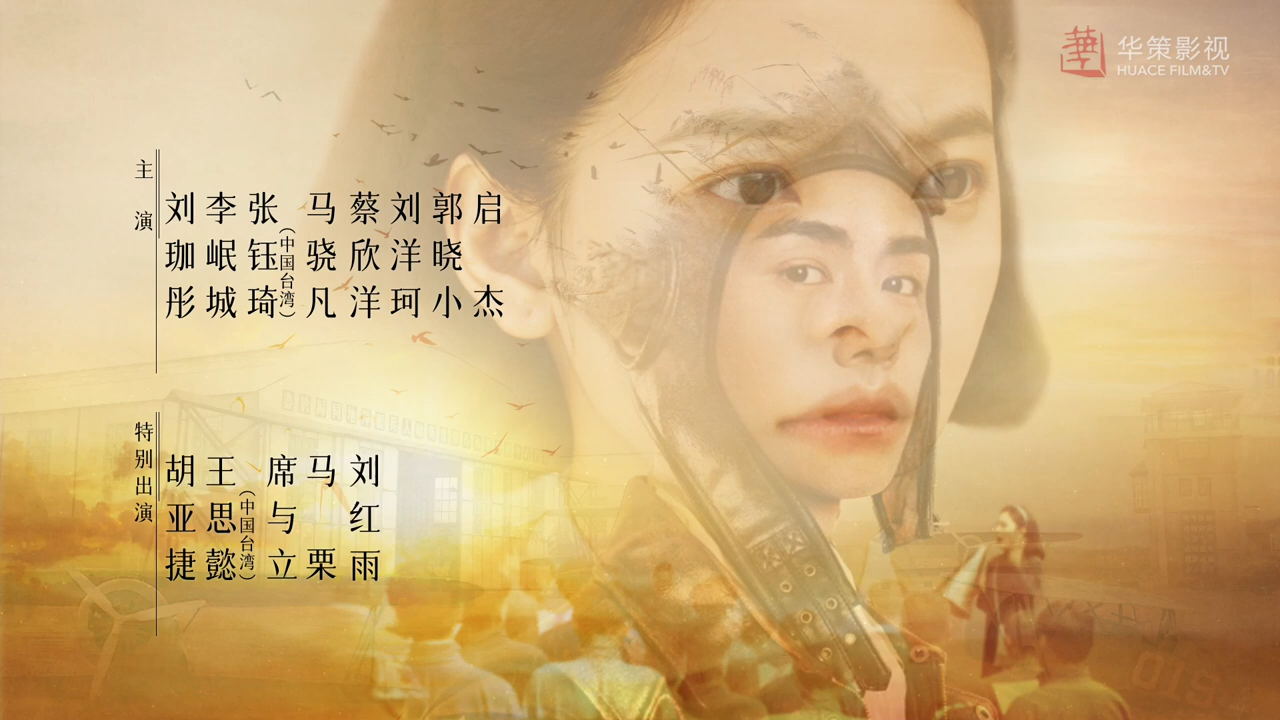 华策影视
HUACE FILM&TV
主演
刘珈彤
李岷城
张钰琦
(中国台湾)
马骁凡
蔡欣洋
刘洋珂
郭晓小
启杰
特别出演
胡亚捷
王思懿
(中国台湾)
席与立
马栗
刘红雨